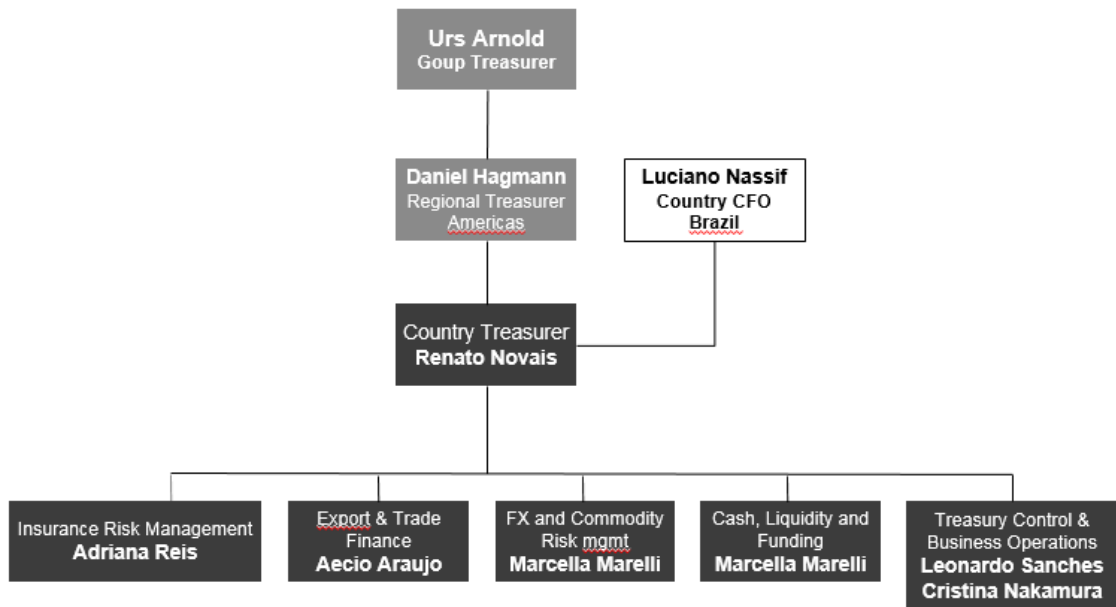 Urs Arnold
Goup Treasurer
Daniel Hagmann
Regional Treasurer
Americas
Luciano Nassif
Country CFO
Brazil
Country Treasurer
Renato Novais
Insurance Risk Management
Adriana Reis
Export & Trade
Finance
Aecio Araujo
FX and Commodity
Risk mgmt
Marcella Marelli
Cash, Liquidity and
Funding
Marcella Marelli
Treasury Control &
Business Operations
Leonardo Sanches
Cristina Nakamura